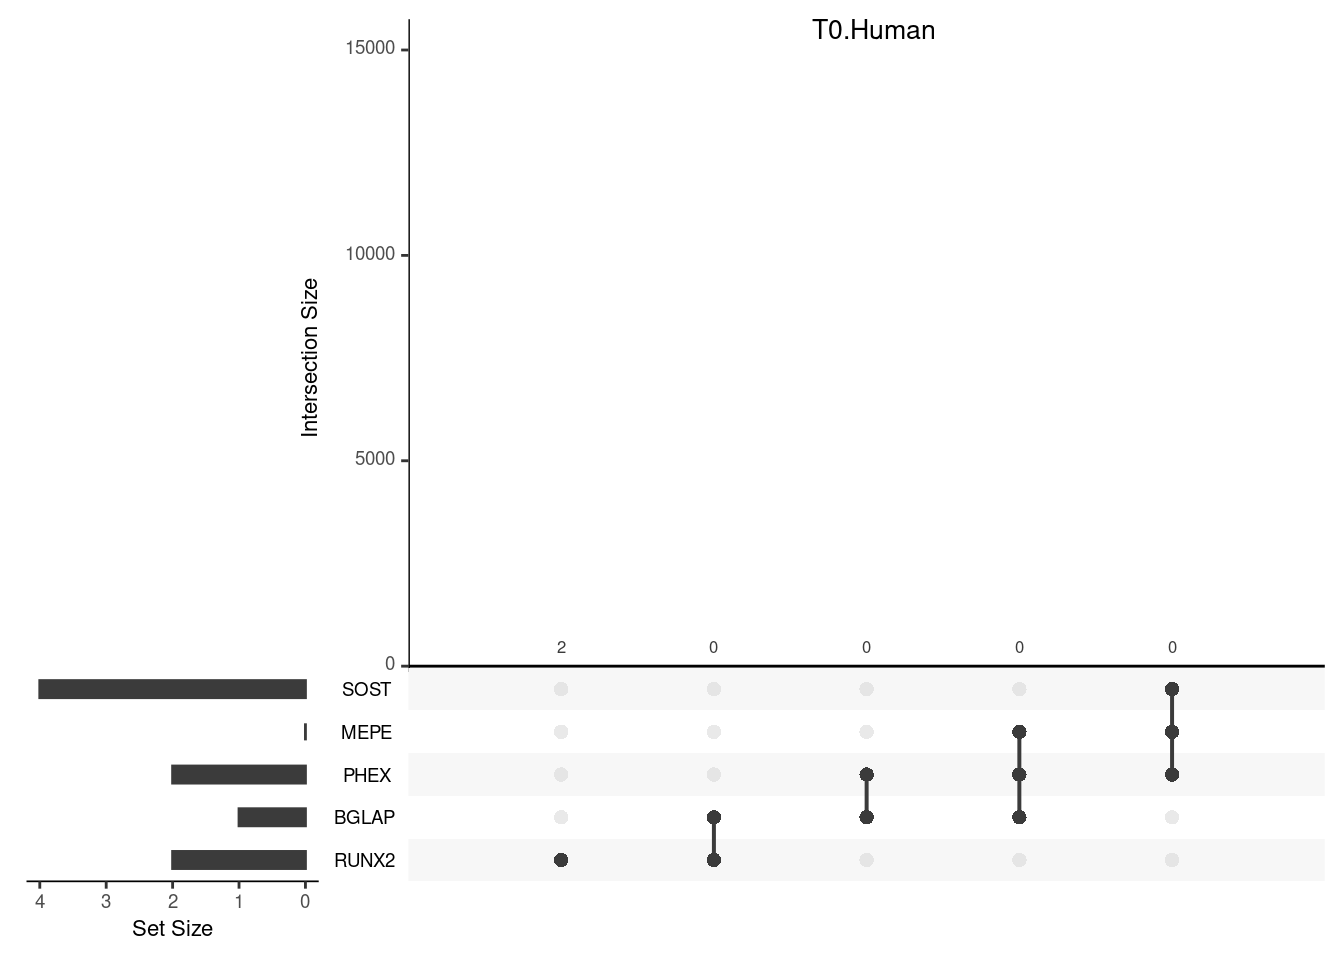 T0.Human
15000
10000
5000
0
Intersection Size
2 0 0 0 0
SOST
MEPE
PHEX
BGLAP
RUNX2
4 3 2 1 0
Set Size